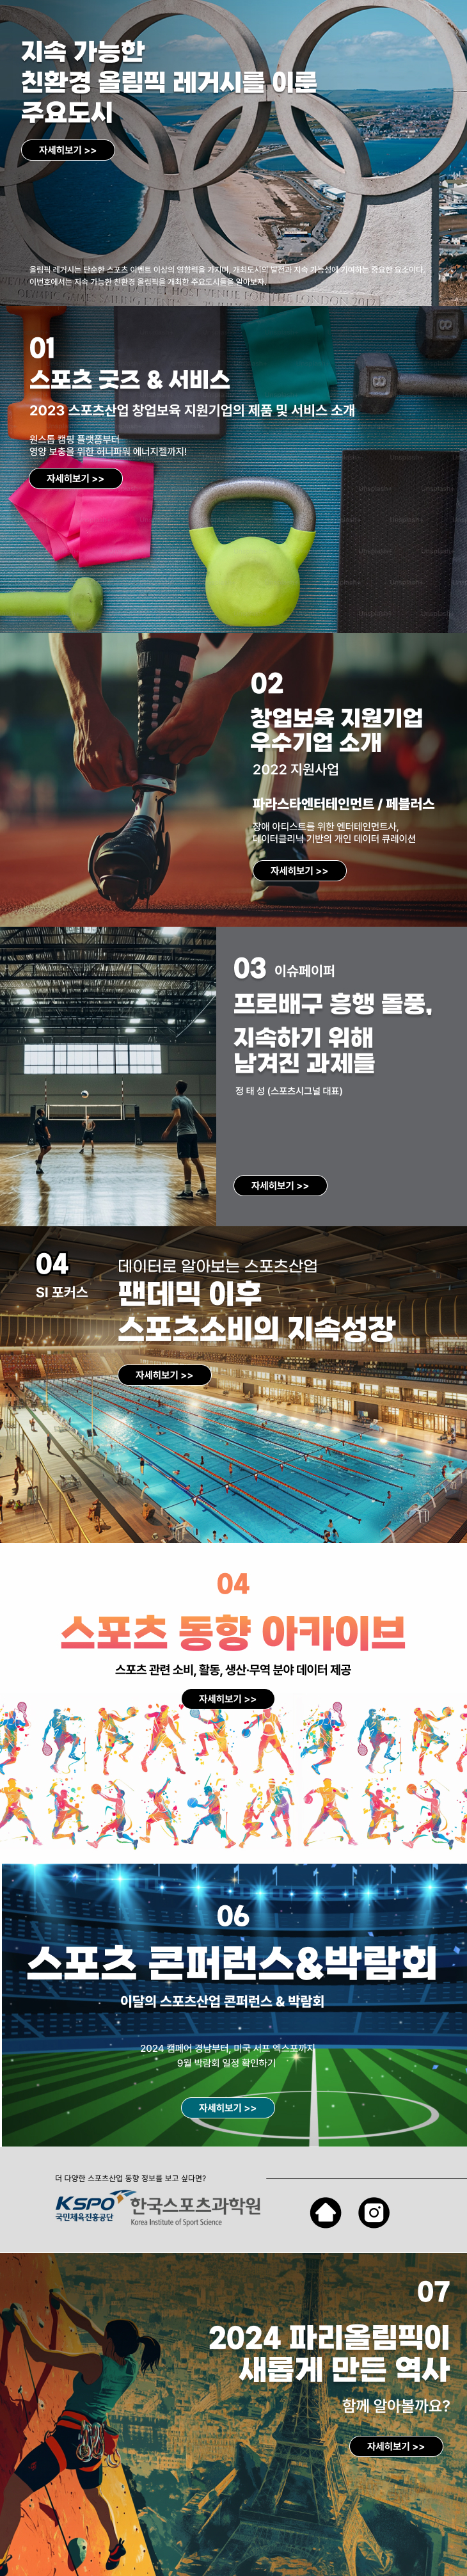 지속 가능한
친환경 올림픽 레거시를 이룬
주요도시
자세히보기 >>
올림픽 레거시는 단순한 스포츠 이벤트 이상의 영향력을 가지며, 개최도시의 발전과 지속 가능성에 기여하는 중요한 요소이다.
이번호에서는 지속 가능한 친환경 올림픽을 개최한 주요도시들을 알아보자.
01
스포츠 굿즈 & 서비스
2023 스포츠산업 창업보육 지원기업의 제품 및 서비스 소개
원스톱 캠핑 플랫폼부터
영양 보충을 위한 허니파워 에너지젤까지!
자세히보기 >>
02
창업보육 지원기업
우수기업 소개
2022 지원사업
파라스타엔터테인먼트 / 페블러스
장애 아티스트를 위한 엔터테인먼트사,
데이터클리닉 기반의 개인 데이터 큐레이션
자세히보기 >>
03 이슈페이퍼
프로배구 흥행 돌풍,
지속하기 위해
남겨진 과제들
정 태 성 (스포츠시그널 대표)
자세히보기 >>
04
SI 포커스
데이터로 알아보는 스포츠산업
팬데믹 이후
스포츠소비의 지속성장
자세히보기 >>
04
스포츠 동향 아카이브
스포츠 관련 소비, 활동, 생산·무역 분야 데이터 제공
자세히보기 >>
06
스포츠 콘퍼런스&박람회
이달의 스포츠산업 콘퍼런스 & 박람회
2024 캠페어 경남부터, 미국 서프 엑스포까지
9월 박람회 일정 확인하기
자세히보기 >>
더 다양한 스포츠산업 동향 정보를 보고 싶다면?
KSPO 국민체육진흥공단
한국스포츠과학원
Korea Institute of Sport Science
07
2024 파리올림픽이
새롭게 만든 역사
함께 알아볼까요?
자세히보기 >>